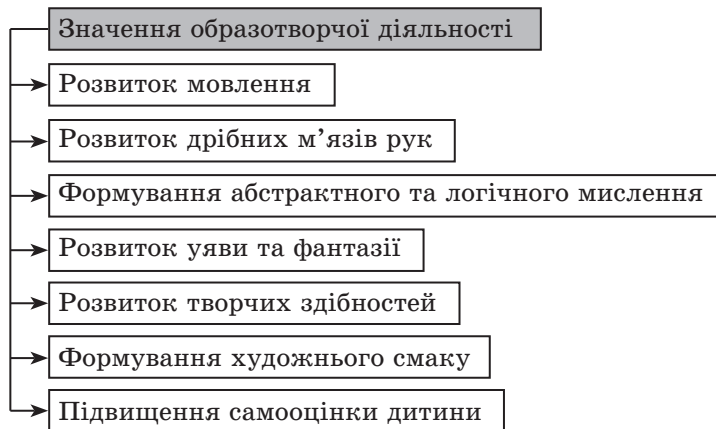 Значення образотворчої діяльності
Розвиток мовлення
Розвиток дрібних м’язів рук
Формування абстрактного та логічного мислення
Розвиток уяви та фантазії
Розвиток творчих здібностей
Формування художнього смаку
Підвищення самооцінки дитини